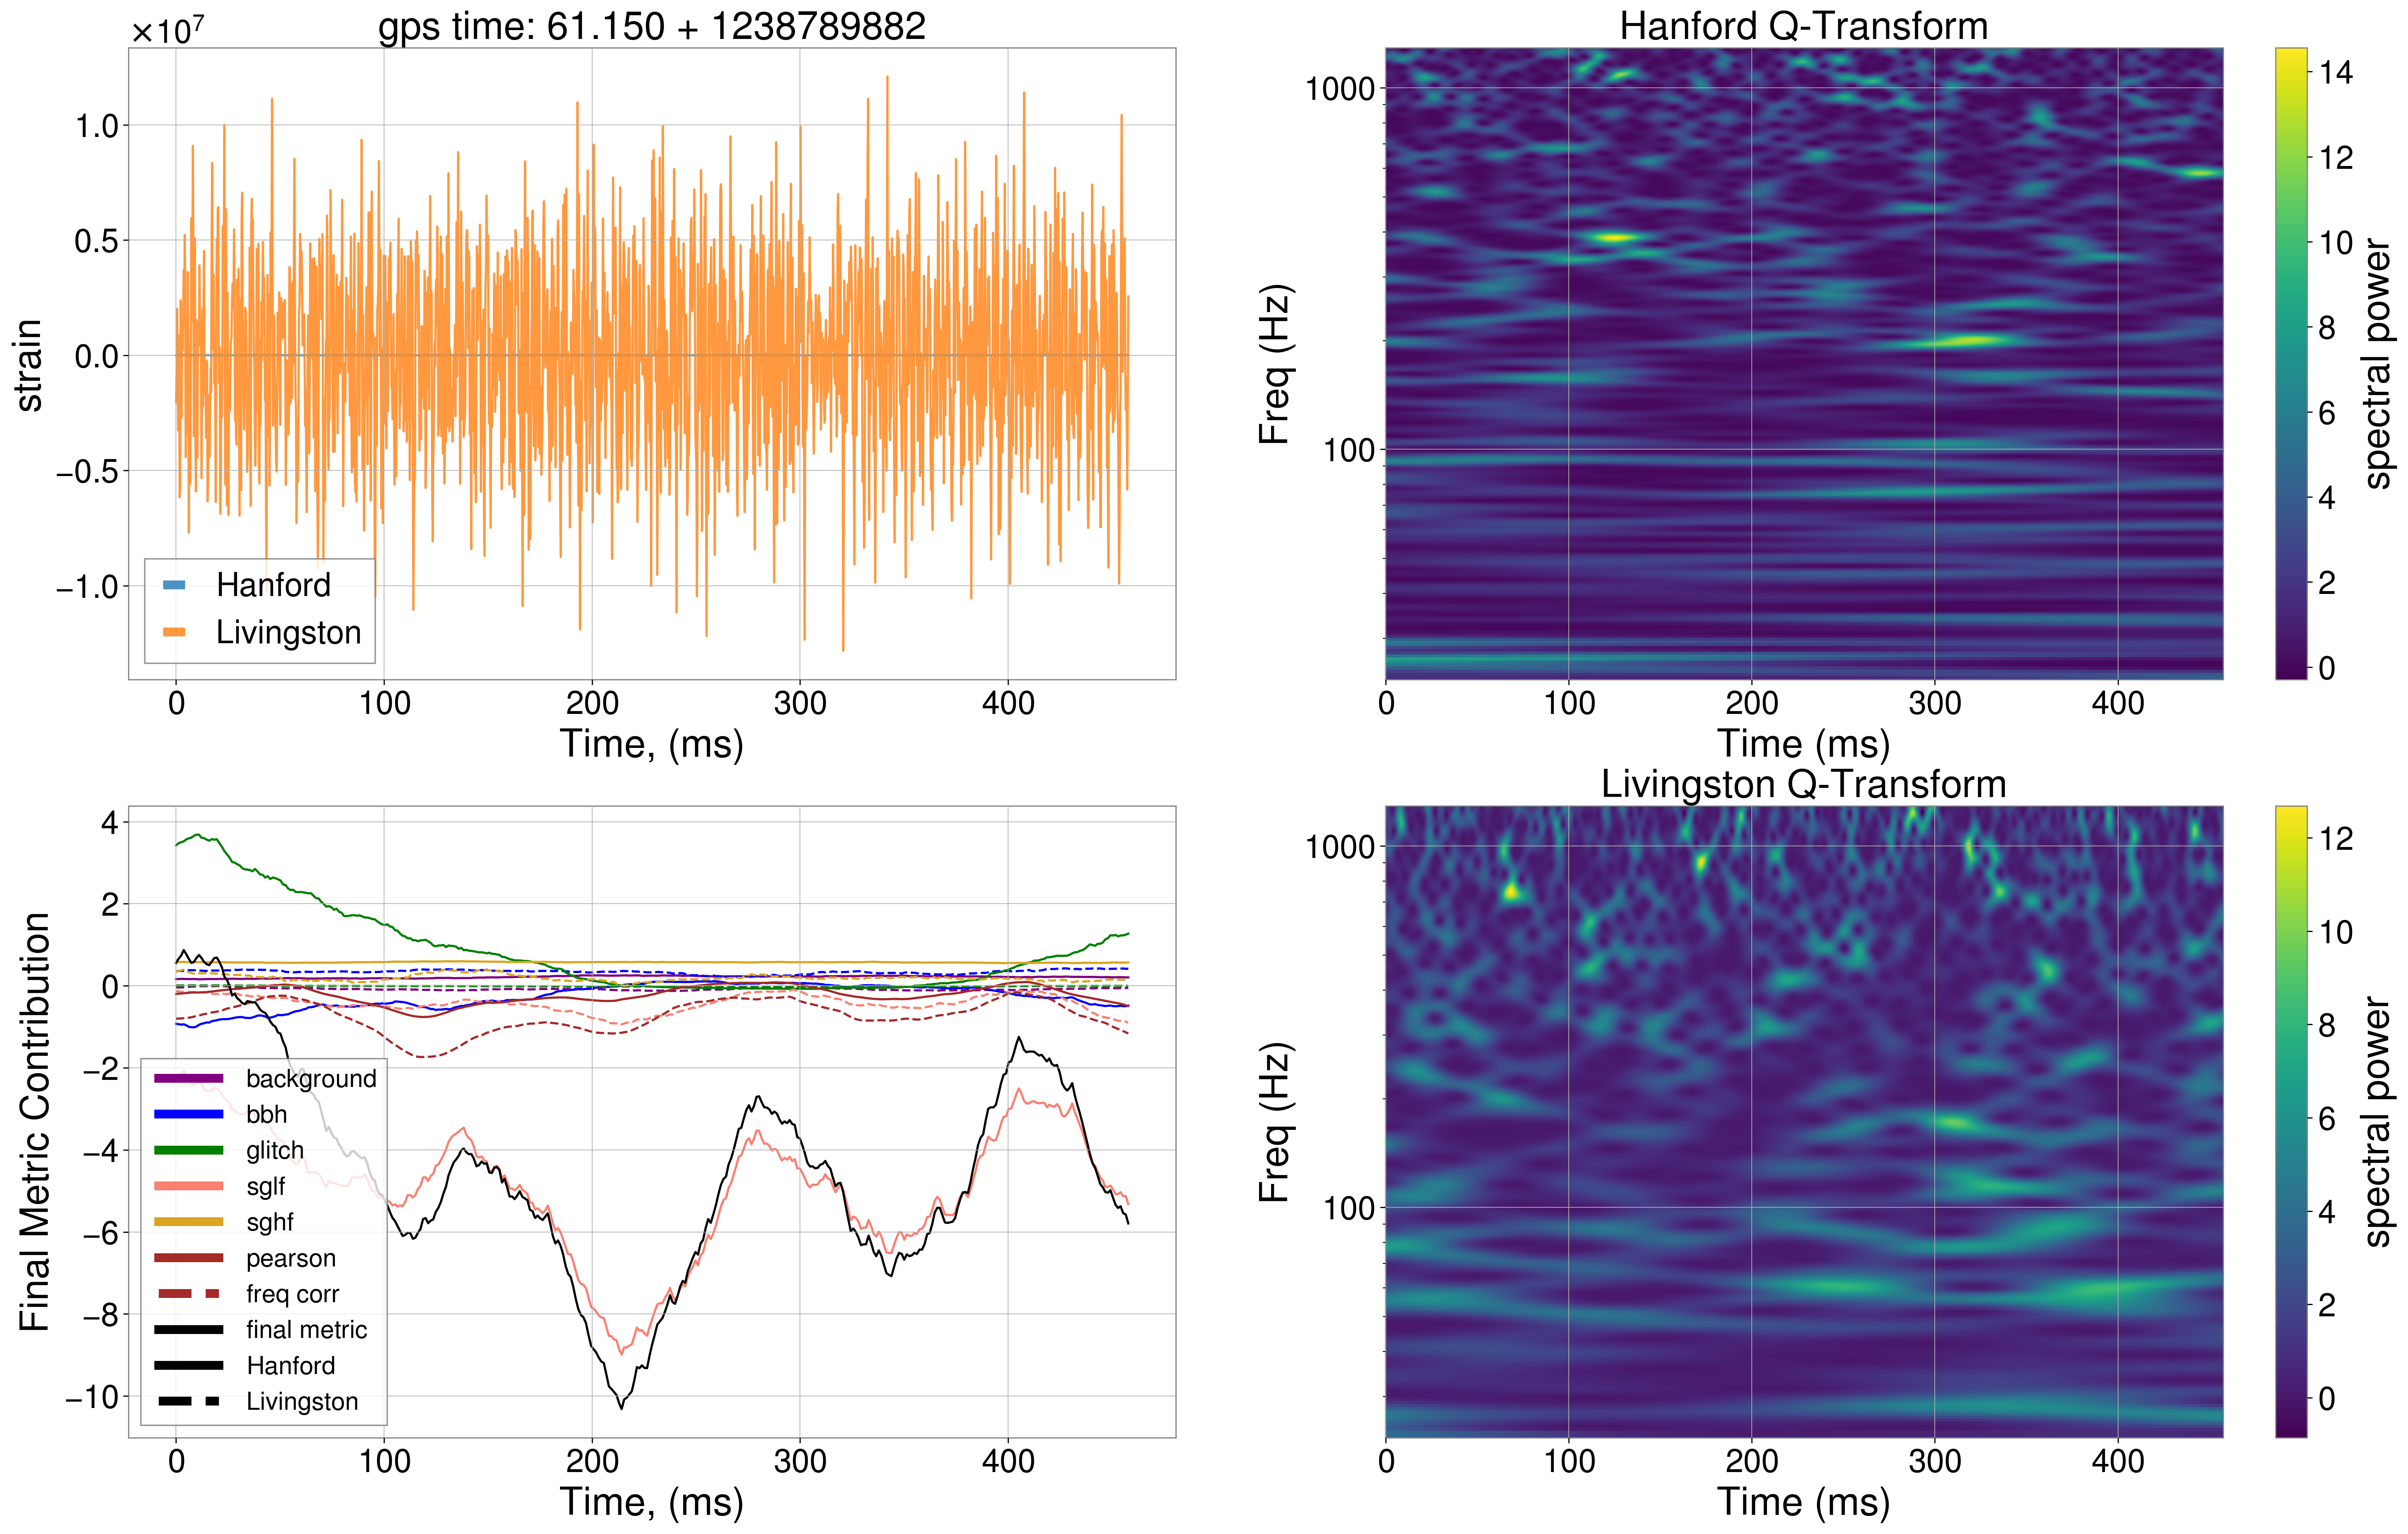 ×10⁷
gps time: 61.150 + 1238789882
1.0
0.5
0.0
−0.5
−1.0
strain
Hanford
Livingston
0 100 200 300 400
Time, (ms)
Hanford Q-Transform
1000
100
Freq (Hz)
0 100 200 300 400
Time (ms)
14
12
10
8
6
4
2
0
spectral power
4
2
0
−2
−4
−6
−8
−10
Final Metric Contribution
background
bbh
glitch
sglf
sghf
pearson
freq corr
final metric
Hanford
Livingston
0 100 200 300 400
Time, (ms)
Livingston Q-Transform
1000
100
Freq (Hz)
0 100 200 300 400
Time (ms)
12
10
8
6
4
2
0
spectral power